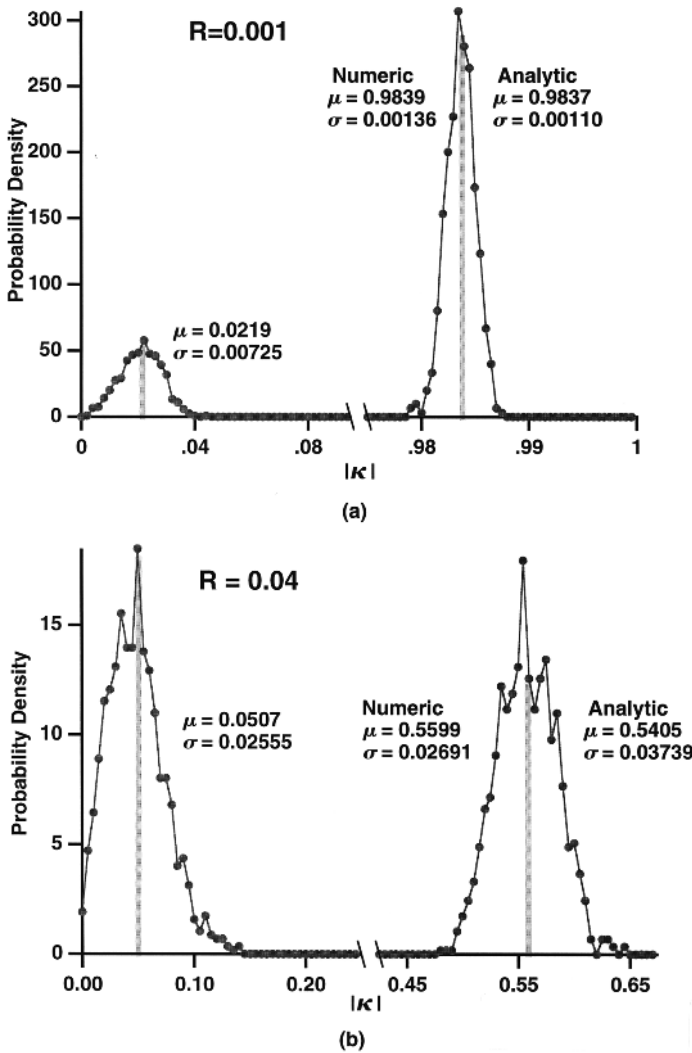 R=0.001
Probability Density
300
250
200
150
100
50
0
Numeric
μ = 0.9839
σ = 0.00136
Analytic
μ = 0.9837
σ = 0.00110
μ = 0.0219
σ = 0.00725
0 .04 .08 .98 .99 1
|κ|
(a)
R = 0.04
Probability Density
15
10
5
0
μ = 0.0507
σ = 0.02555
Numeric
μ = 0.5599
σ = 0.02691
Analytic
μ = 0.5405
σ = 0.03739
0.00 0.10 0.20 0.45 0.55 0.65
|κ|
(b)